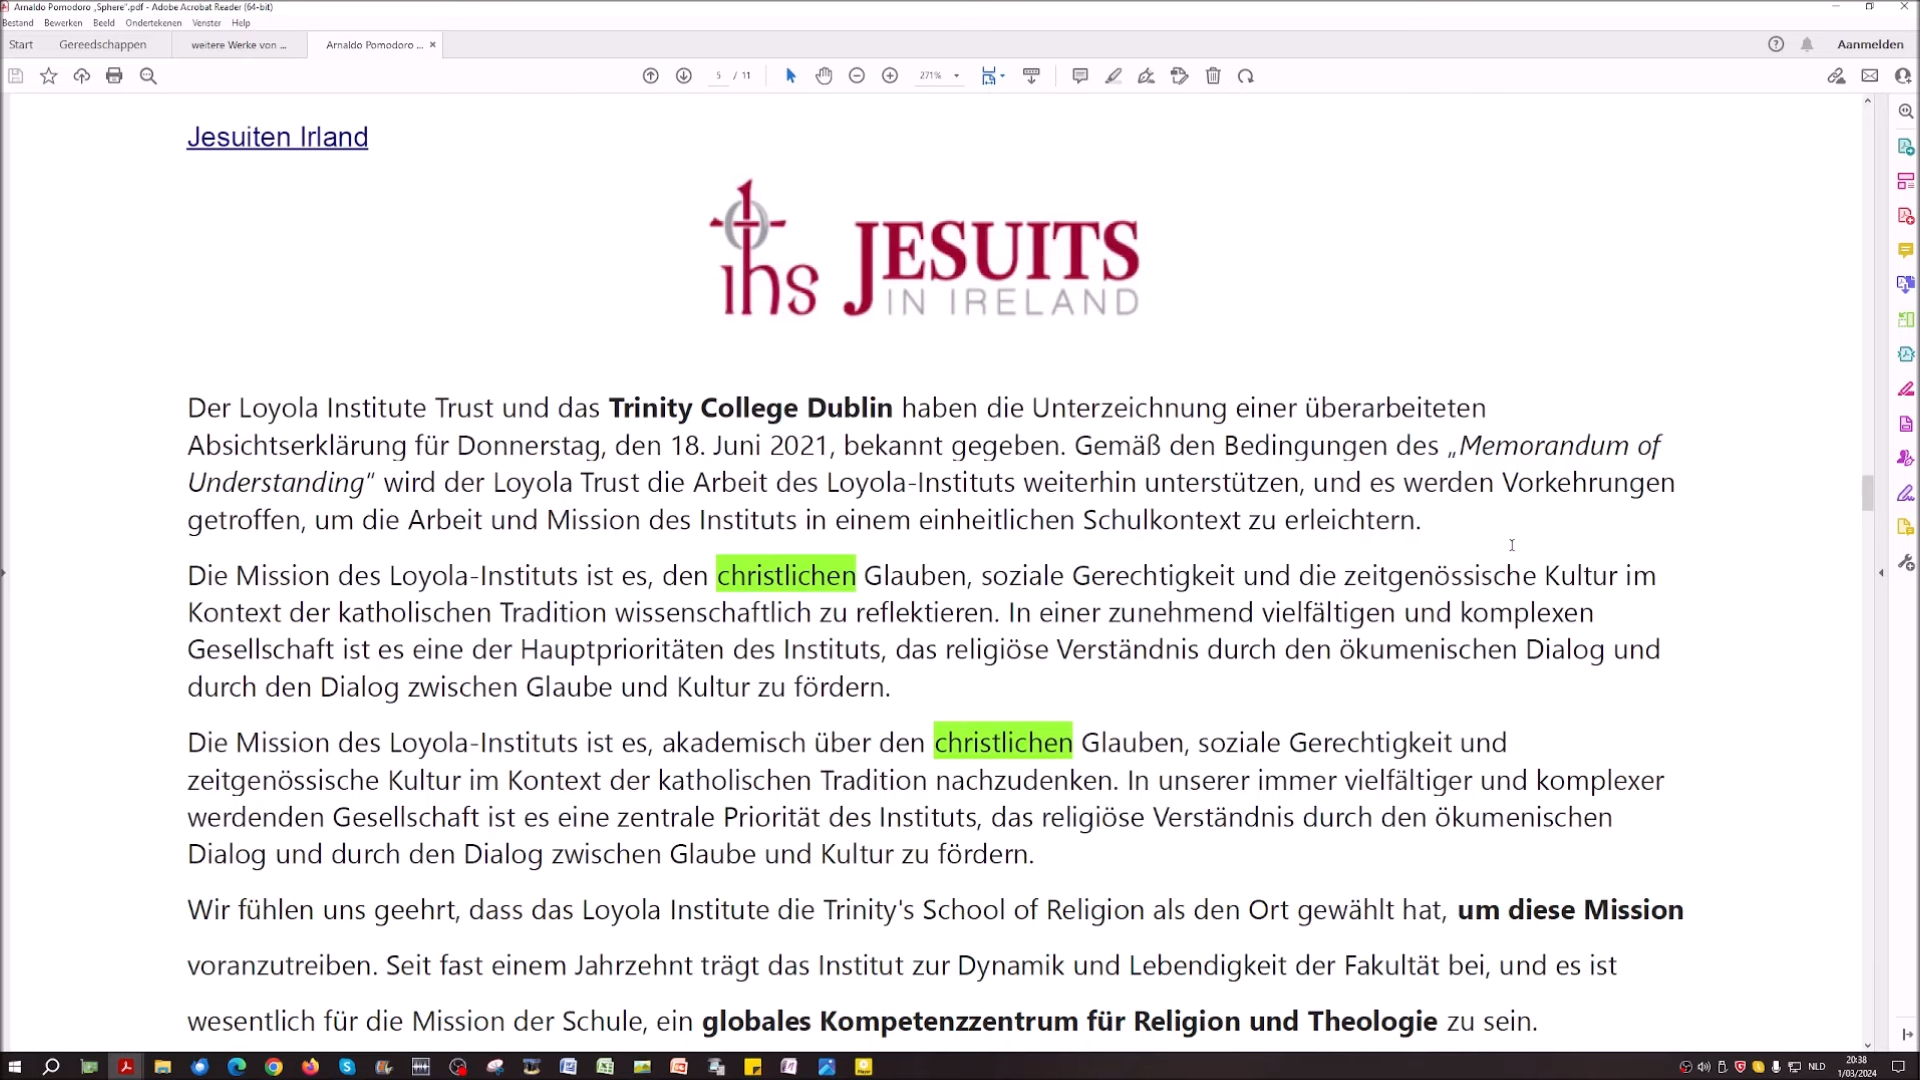 Arnaldo Pomodoro „Sphere“.pdf - Adobe Acrobat Reader (64-bit)
Bestand Bewerken Beeld Ondertekenen Venster Help
Start Gereedschappen weitere Werke von ... Arnaldo Pomodoro ... × Aanmelden
5 / 11 271%
Jesuiten Irland
ihs JESUITS
IN IRELAND
Der Loyola Institute Trust und das Trinity College Dublin haben die Unterzeichnung einer überarbeiteten
Absichtserklärung für Donnerstag, den 18. Juni 2021, bekannt gegeben. Gemäß den Bedingungen des „Memorandum of
Understanding“ wird der Loyola Trust die Arbeit des Loyola-Instituts weiterhin unterstützen, und es werden Vorkehrungen
getroffen, um die Arbeit und Mission des Instituts in einem einheitlichen Schulkontext zu erleichtern.
Die Mission des Loyola-Instituts ist es, den christlichen Glauben, soziale Gerechtigkeit und die zeitgenössische Kultur im
Kontext der katholischen Tradition wissenschaftlich zu reflektieren. In einer zunehmend vielfältigen und komplexen
Gesellschaft ist es eine der Hauptprioritäten des Instituts, das religiöse Verständnis durch den ökumenischen Dialog und
durch den Dialog zwischen Glaube und Kultur zu fördern.
Die Mission des Loyola-Instituts ist es, akademisch über den christlichen Glauben, soziale Gerechtigkeit und
zeitgenössische Kultur im Kontext der katholischen Tradition nachzudenken. In unserer immer vielfältiger und komplexer
werdenden Gesellschaft ist es eine zentrale Priorität des Instituts, das religiöse Verständnis durch den ökumenischen
Dialog und durch den Dialog zwischen Glaube und Kultur zu fördern.
Wir fühlen uns geehrt, dass das Loyola Institute die Trinity's School of Religion als den Ort gewählt hat, um diese Mission
voranzutreiben. Seit fast einem Jahrzehnt trägt das Institut zur Dynamik und Lebendigkeit der Fakultät bei, und es ist
wesentlich für die Mission der Schule, ein globales Kompetenzzentrum für Religion und Theologie zu sein.
NLD
20:38
1/03/2024